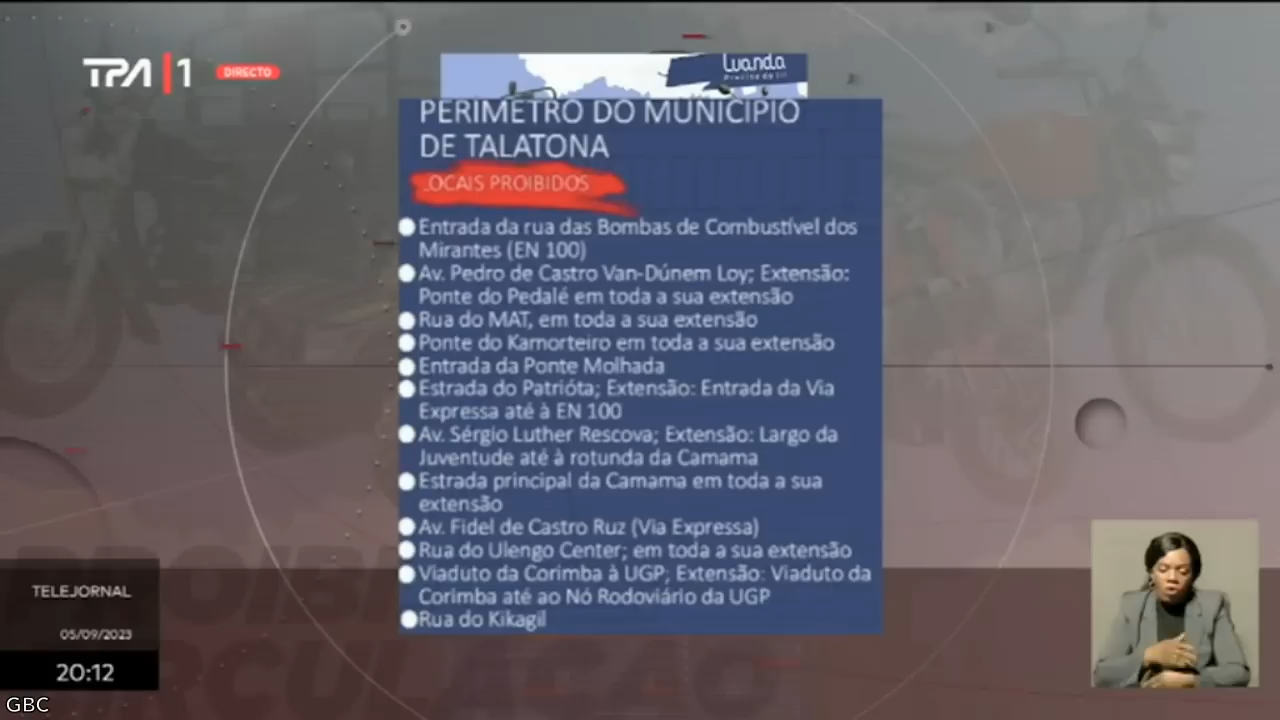 TPA 1
DIRECTO
Luanda
PERIMETRO DO MUNICIPIO
DE TALATONA
LOCAIS PROIBIDOS
Entrada da rua das Bombas de Combustível dos
Mirantes (EN 100)
Av. Pedro de Castro Van-Dúnem Loy; Extensão:
Ponte do Pedalé em toda a sua extensão
Rua do MAT, em toda a sua extensão
Ponte do Kamorteiro em toda a sua extensão
Entrada da Ponte Molhada
Estrada do Patrióta; Extensão: Entrada da Via
Expressa até à EN 100
Av. Sérgio Luther Rescova; Extensão: Largo da
Juventude até à rotunda da Camama
Estrada principal da Camama em toda a sua
extensão
Av. Fidel de Castro Ruz (Via Expressa)
Rua do Ulengo Center; em toda a sua extensão
Viaduto da Corimba à UGP; Extensão: Viaduto da
Corimba até ao Nó Rodoviário da UGP
Rua do Kikagil
TELEJORNAL
05/09/2023
20:12
GBC